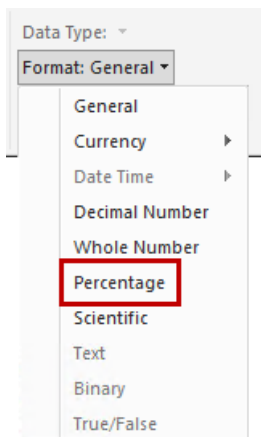 Data Type:
Format: General
General
Currency
Date Time
Decimal Number
Whole Number
Percentage
Scientific
Text
Binary
True/False